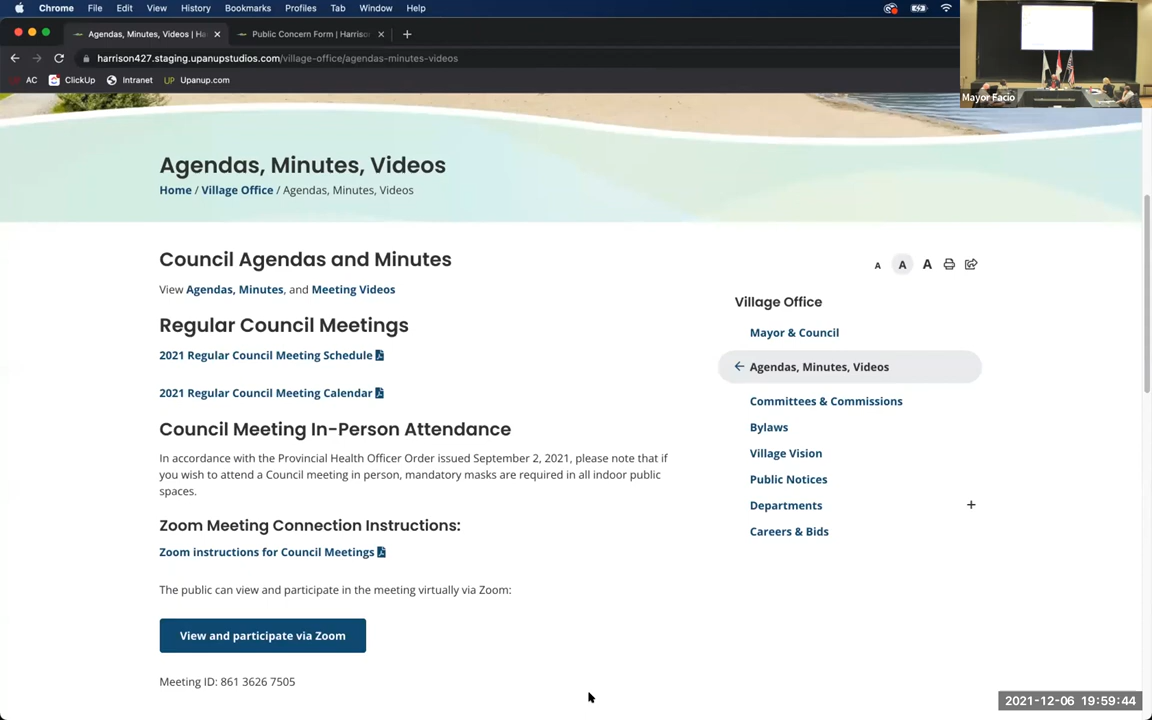 Chrome File Edit View History Bookmarks Profiles Tab Window Help
Agendas, Minutes, Videos | Ha
Public Concern Form | Harriso
harrison427.staging.upanupstudios.com/village-office/agendas-minutes-videos
AC ClickUp Intranet UP Upanup.com
Mayor Facio
Agendas, Minutes, Videos
Home / Village Office / Agendas, Minutes, Videos
Council Agendas and Minutes
View Agendas, Minutes, and Meeting Videos
Regular Council Meetings
2021 Regular Council Meeting Schedule
2021 Regular Council Meeting Calendar
Council Meeting In-Person Attendance
In accordance with the Provincial Health Officer Order issued September 2, 2021, please note that if
you wish to attend a Council meeting in person, mandatory masks are required in all indoor public
spaces.
Zoom Meeting Connection Instructions:
Zoom instructions for Council Meetings
The public can view and participate in the meeting virtually via Zoom:
View and participate via Zoom
Meeting ID: 861 3626 7505
A A A
Village Office
Mayor & Council
Agendas, Minutes, Videos
Committees & Commissions
Bylaws
Village Vision
Public Notices
Departments +
Careers & Bids
2021-12-06 19:59:44